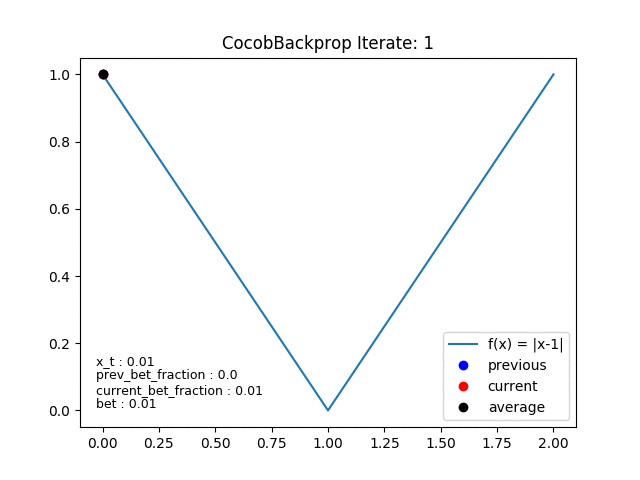 CocobBackprop Iterate: 1
1.0
0.8
0.6
0.4
0.2
0.0
x_t : 0.01
prev_bet_fraction : 0.0
current_bet_fraction : 0.01
bet : 0.01
f(x) = |x-1|
previous
current
average
0.00 0.25 0.50 0.75 1.00 1.25 1.50 1.75 2.00